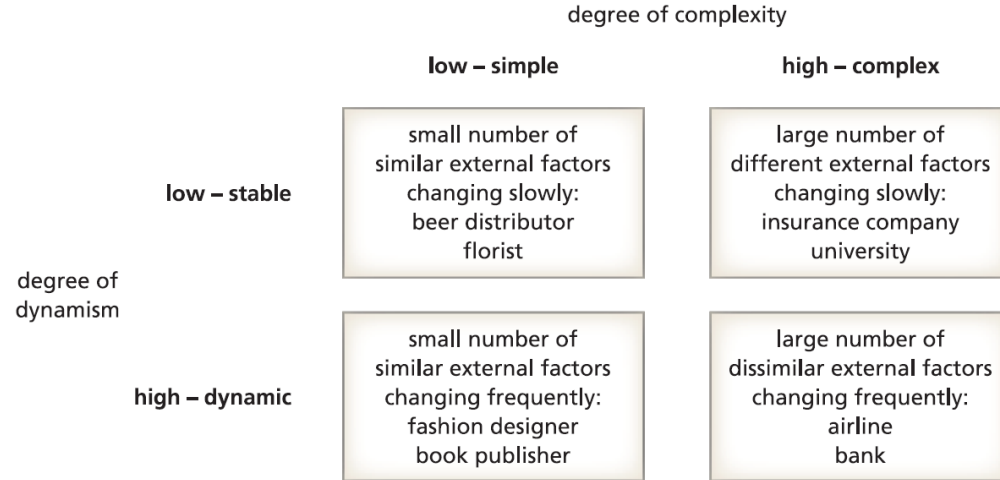 degree of complexity
low – simple
high – complex
small number of
similar external factors
changing slowly:
beer distributor
florist
large number of
different external factors
changing slowly:
insurance company
university
low – stable
degree of
dynamism
small number of
similar external factors
changing frequently:
fashion designer
book publisher
large number of
dissimilar external factors
changing frequently:
airline
bank
high – dynamic